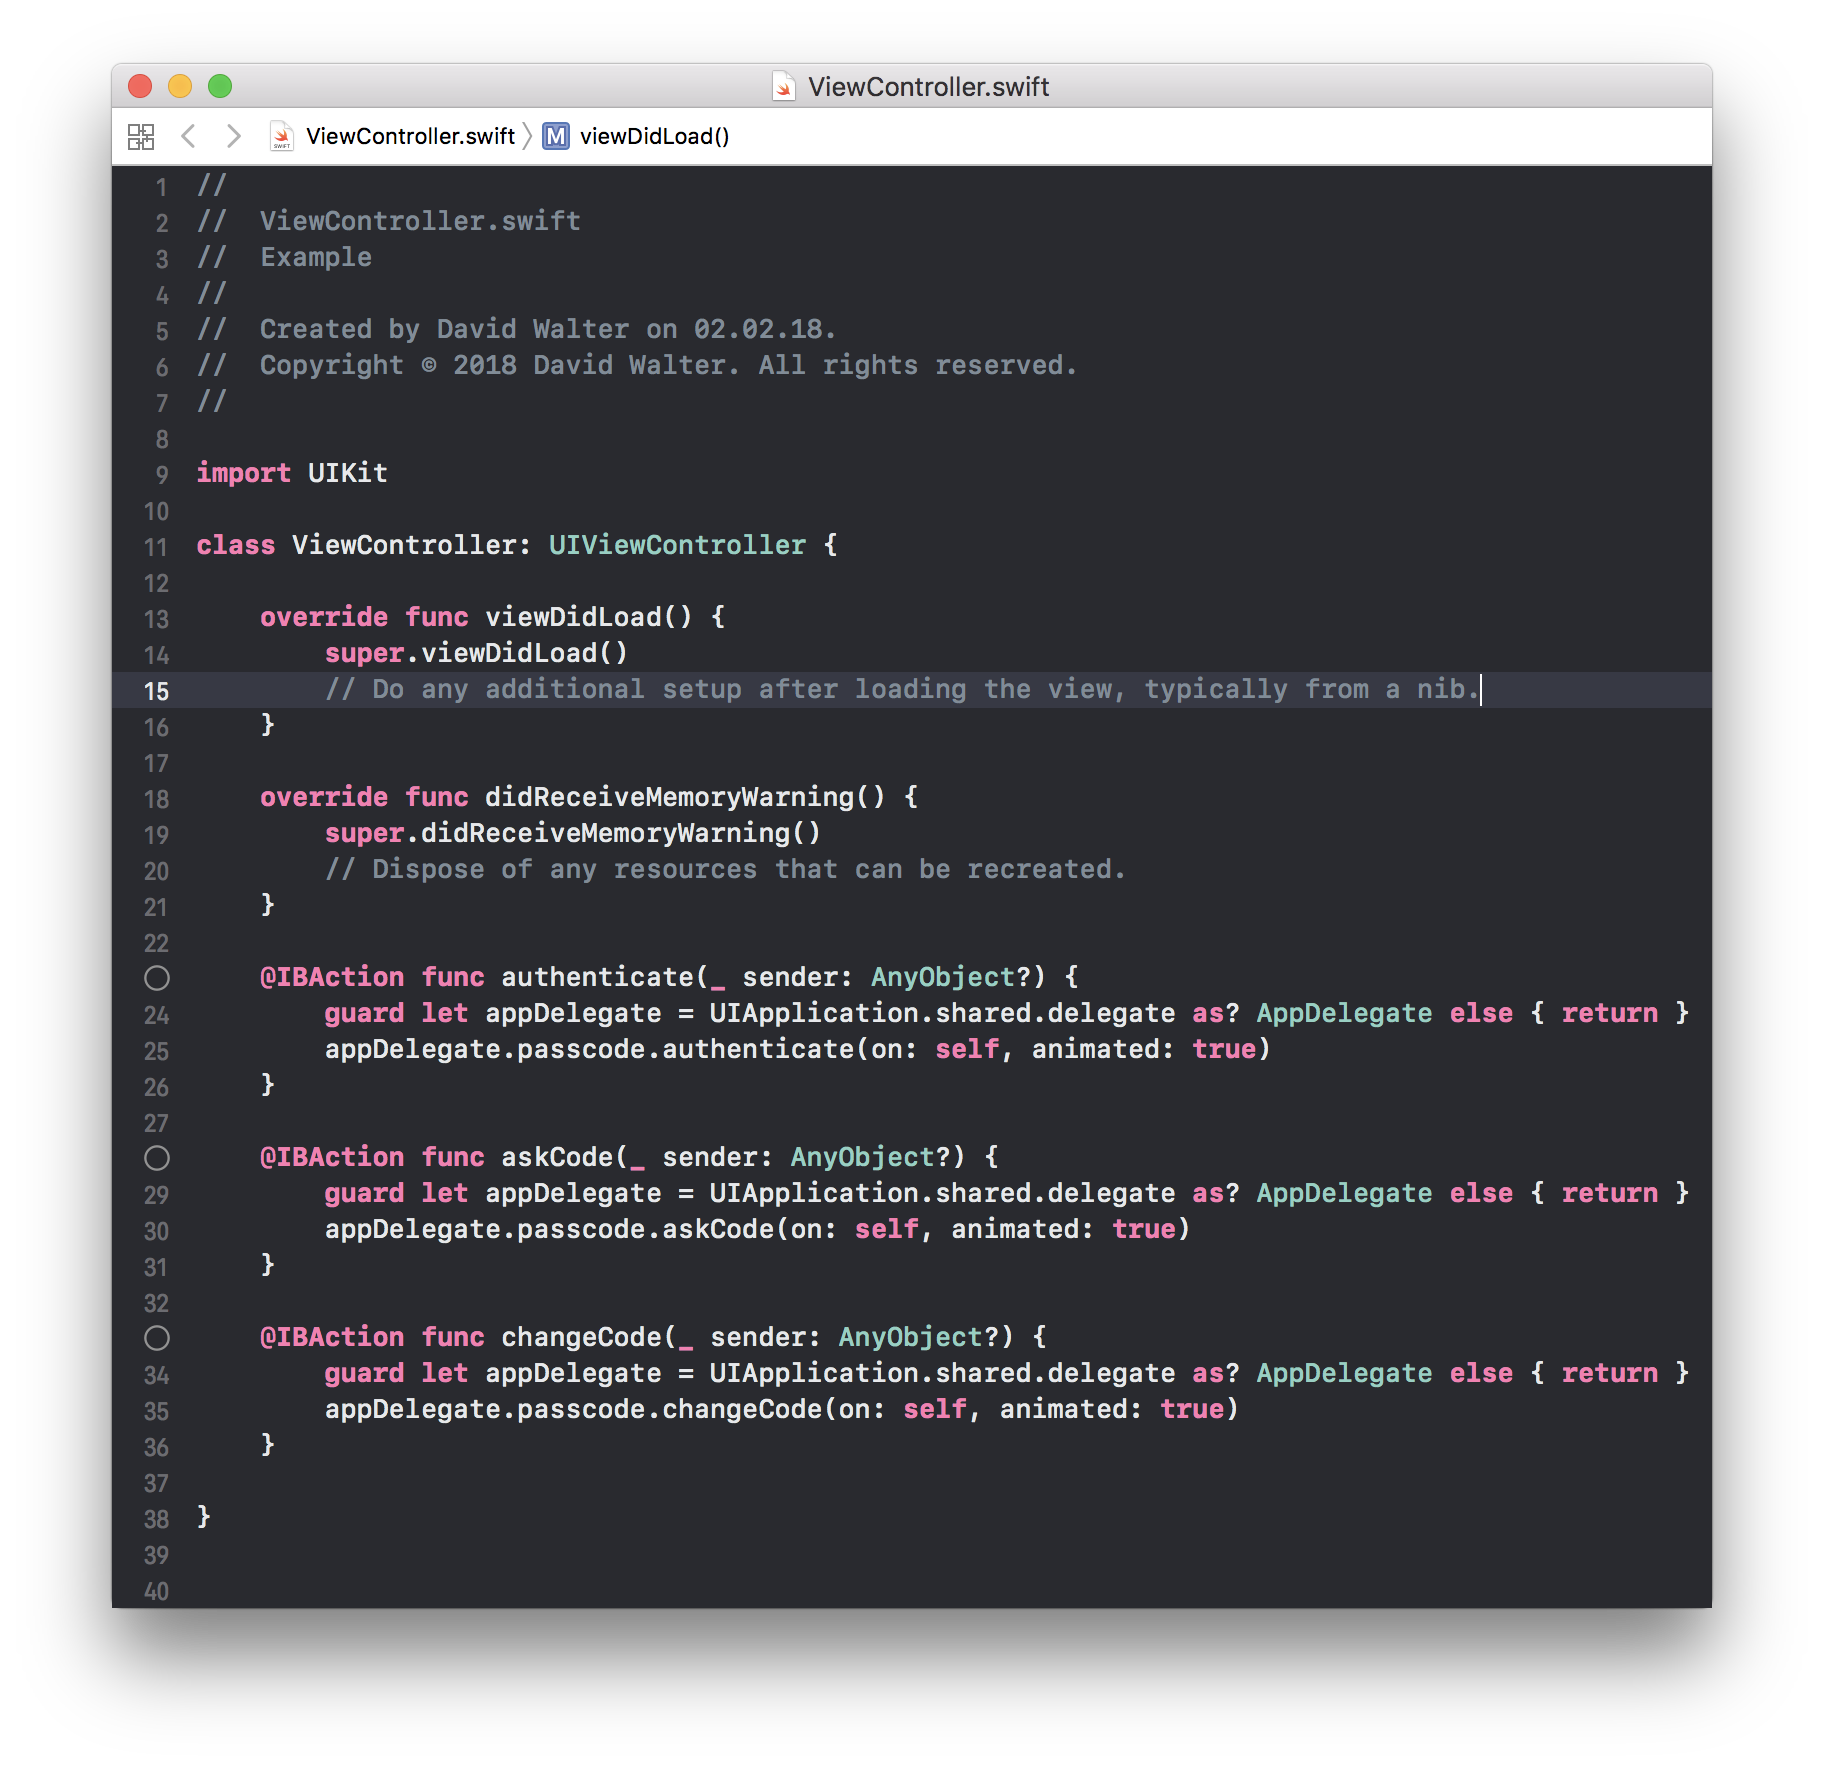 ViewController.swift
ViewController.swift 〉 M viewDidLoad()
1 //
2 //  ViewController.swift
3 //  Example
4 //
5 //  Created by David Walter on 02.02.18.
6 //  Copyright © 2018 David Walter. All rights reserved.
7 //
8
9 import UIKit
10
11 class ViewController: UIViewController {
12
13     override func viewDidLoad() {
14         super.viewDidLoad()
15         // Do any additional setup after loading the view, typically from a nib.
16     }
17
18     override func didReceiveMemoryWarning() {
19         super.didReceiveMemoryWarning()
20         // Dispose of any resources that can be recreated.
21     }
22
    @IBAction func authenticate(_ sender: AnyObject?) {
24         guard let appDelegate = UIApplication.shared.delegate as? AppDelegate else { return }
25         appDelegate.passcode.authenticate(on: self, animated: true)
26     }
27
    @IBAction func askCode(_ sender: AnyObject?) {
29         guard let appDelegate = UIApplication.shared.delegate as? AppDelegate else { return }
30         appDelegate.passcode.askCode(on: self, animated: true)
31     }
32
    @IBAction func changeCode(_ sender: AnyObject?) {
34         guard let appDelegate = UIApplication.shared.delegate as? AppDelegate else { return }
35         appDelegate.passcode.changeCode(on: self, animated: true)
36     }
37
38 }
39
40